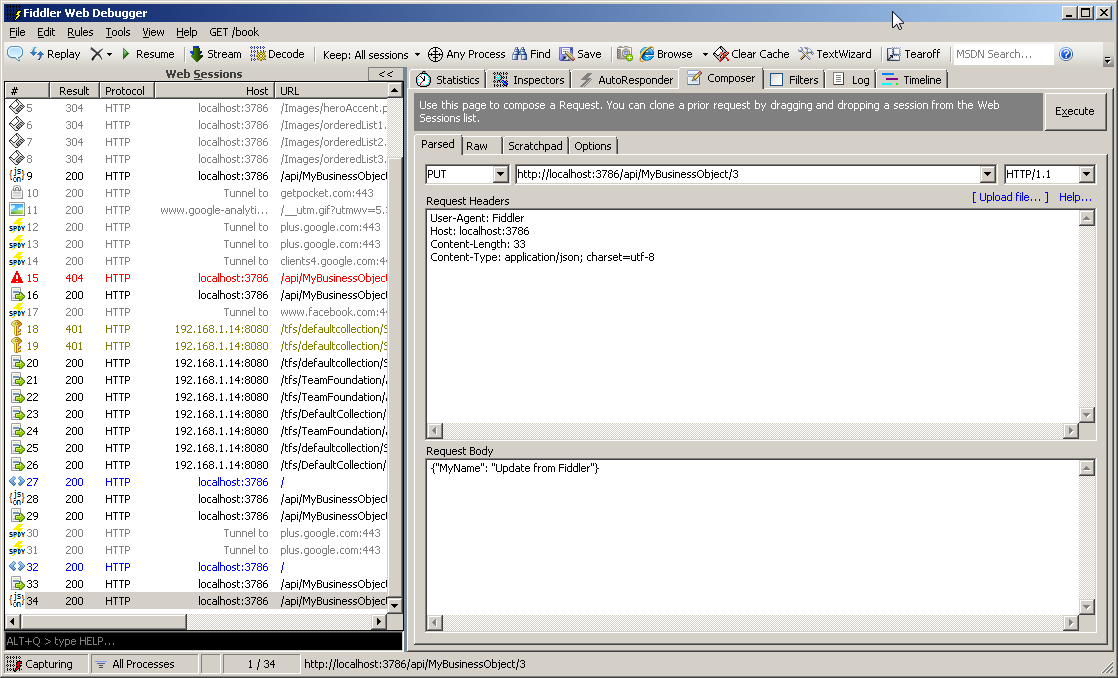 Fiddler Web Debugger
File Edit Rules Tools View Help GET /book
Replay Resume Stream Decode Keep: All sessions Any Process Find Save Browse Clear Cache TextWizard Tearoff MSDN Search...
Web Sessions <<
# Result Protocol Host URL
5 304 HTTP localhost:3786 /Images/heroAccent.p
6 304 HTTP localhost:3786 /Images/orderedList1.
7 304 HTTP localhost:3786 /Images/orderedList2.
8 304 HTTP localhost:3786 /Images/orderedList3.
9 200 HTTP localhost:3786 /api/MyBusinessObject
10 200 HTTP Tunnel to getpocket.com:443
11 200 HTTP www.google-analyti... /__utm.gif?utmwv=5.3
12 200 HTTP Tunnel to plus.google.com:443
13 200 HTTP Tunnel to plus.google.com:443
14 200 HTTP Tunnel to clients4.google.com:44
15 404 HTTP localhost:3786 /api/MyBusinessObject
16 200 HTTP localhost:3786 /api/MyBusinessObject
17 200 HTTP Tunnel to www.facebook.com:44
18 401 HTTP 192.168.1.14:8080 /tfs/defaultcollection/S
19 401 HTTP 192.168.1.14:8080 /tfs/defaultcollection/S
20 200 HTTP 192.168.1.14:8080 /tfs/defaultcollection/S
21 200 HTTP 192.168.1.14:8080 /tfs/TeamFoundation/
22 200 HTTP 192.168.1.14:8080 /tfs/TeamFoundation/
23 200 HTTP 192.168.1.14:8080 /tfs/DefaultCollection/
24 200 HTTP 192.168.1.14:8080 /tfs/TeamFoundation/
25 200 HTTP 192.168.1.14:8080 /tfs/defaultcollection/S
26 200 HTTP 192.168.1.14:8080 /tfs/DefaultCollection/
27 200 HTTP localhost:3786 /
28 200 HTTP localhost:3786 /api/MyBusinessObject
29 200 HTTP localhost:3786 /api/MyBusinessObject
30 200 HTTP Tunnel to plus.google.com:443
31 200 HTTP Tunnel to plus.google.com:443
32 200 HTTP localhost:3786 /
33 200 HTTP localhost:3786 /api/MyBusinessObject
34 200 HTTP localhost:3786 /api/MyBusinessObject
ALT+Q > type HELP...
Statistics Inspectors AutoResponder Composer Filters Log Timeline
Use this page to compose a Request. You can clone a prior request by dragging and dropping a session from the Web
Sessions list.
Execute
Parsed Raw Scratchpad Options
PUT http://localhost:3786/api/MyBusinessObject/3 HTTP/1.1
Request Headers [ Upload file... ] Help...
User-Agent: Fiddler
Host: localhost:3786
Content-Length: 33
Content-Type: application/json; charset=utf-8
Request Body
{"MyName": "Update from Fiddler"}
Capturing All Processes 1 / 34 http://localhost:3786/api/MyBusinessObject/3